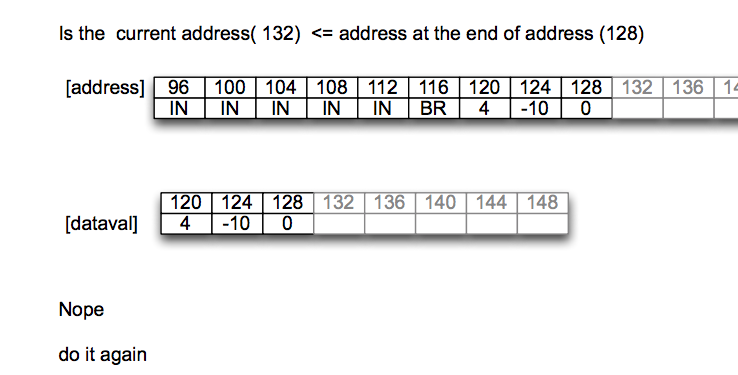 Is the  current address( 132)  <= address at the end of address (128)
[address] 96 100 104 108 112 116 120 124 128 132 136
IN IN IN IN IN BR 4 -10 0
120 124 128 132 136 140 144 148
[dataval] 4 -10 0
Nope
do it again